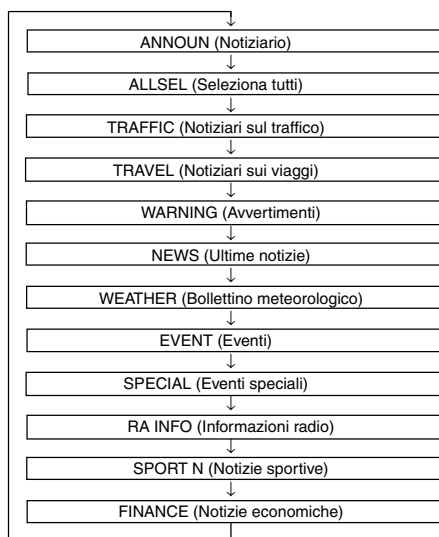 ANNOUN (Notiziario)
ALLSEL (Seleziona tutti)
TRAFFIC (Notiziari sul traffico)
TRAVEL (Notiziari sui viaggi)
WARNING (Avvertimenti)
NEWS (Ultime notizie)
WEATHER (Bollettino meteorologico)
EVENT (Eventi)
SPECIAL (Eventi speciali)
RA INFO (Informazioni radio)
SPORT N (Notizie sportive)
FINANCE (Notizie economiche)